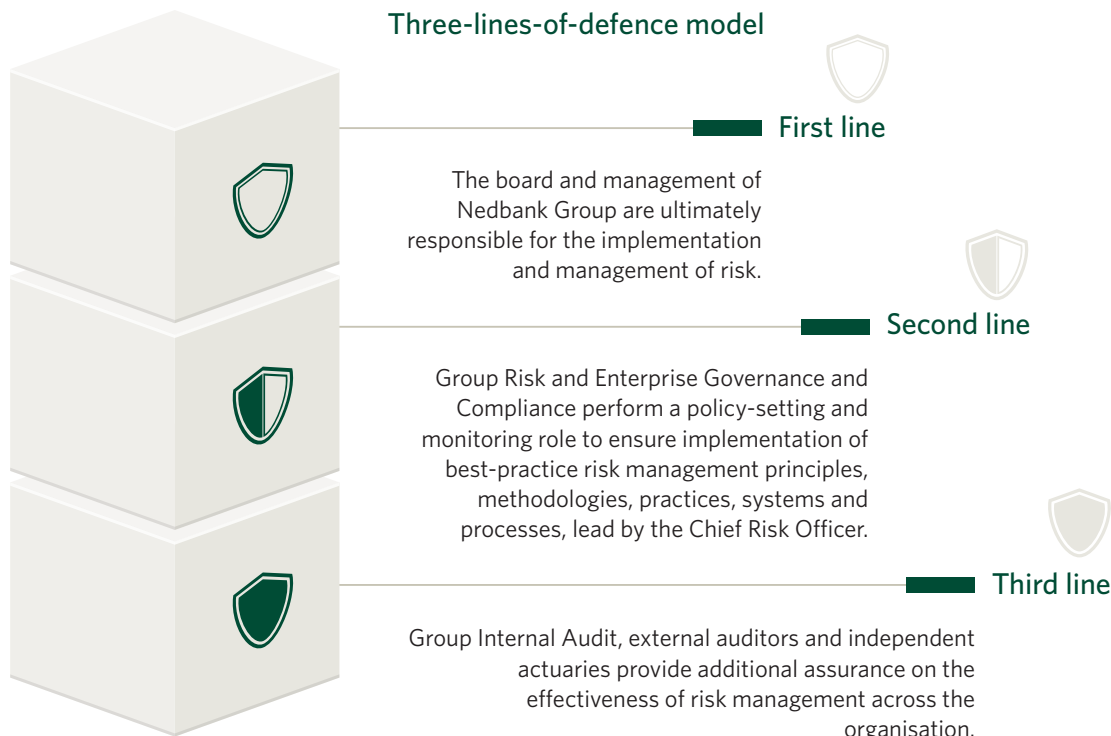 Three-lines-of-defence model
First line
The board and management of
Nedbank Group are ultimately
responsible for the implementation
and management of risk.
Second line
Group Risk and Enterprise Governance and
Compliance perform a policy-setting and
monitoring role to ensure implementation of
best-practice risk management principles,
methodologies, practices, systems and
processes, lead by the Chief Risk Officer.
Third line
Group Internal Audit, external auditors and independent
actuaries provide additional assurance on the
effectiveness of risk management across the
organisation.